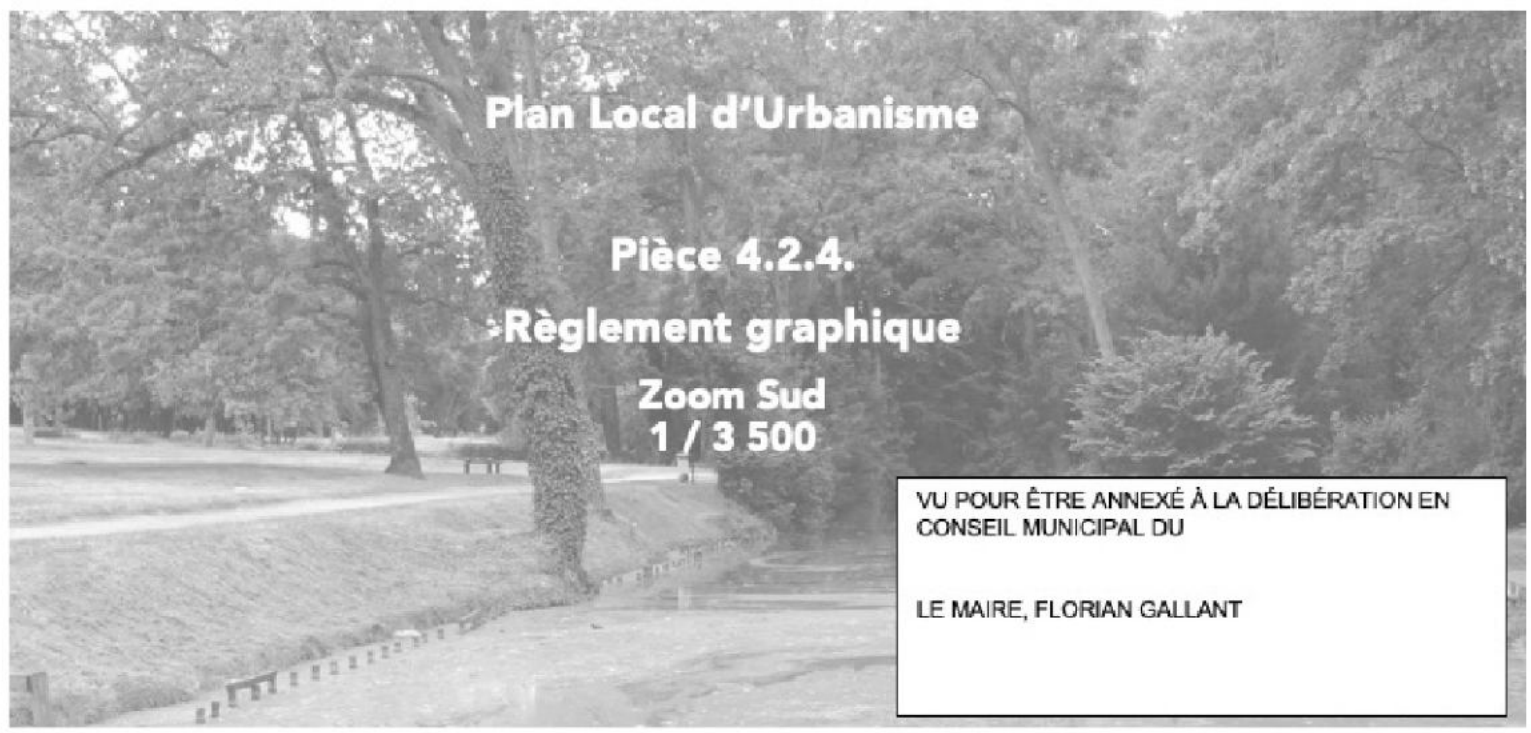 Plan Local d'Urbanisme
Pièce 4.2.4.
Règlement graphique
Zoom Sud
1 / 3 500
VU POUR ÊTRE ANNEXÉ À LA DÉLIBÉRATION EN
CONSEIL MUNICIPAL DU
LE MAIRE, FLORIAN GALLANT